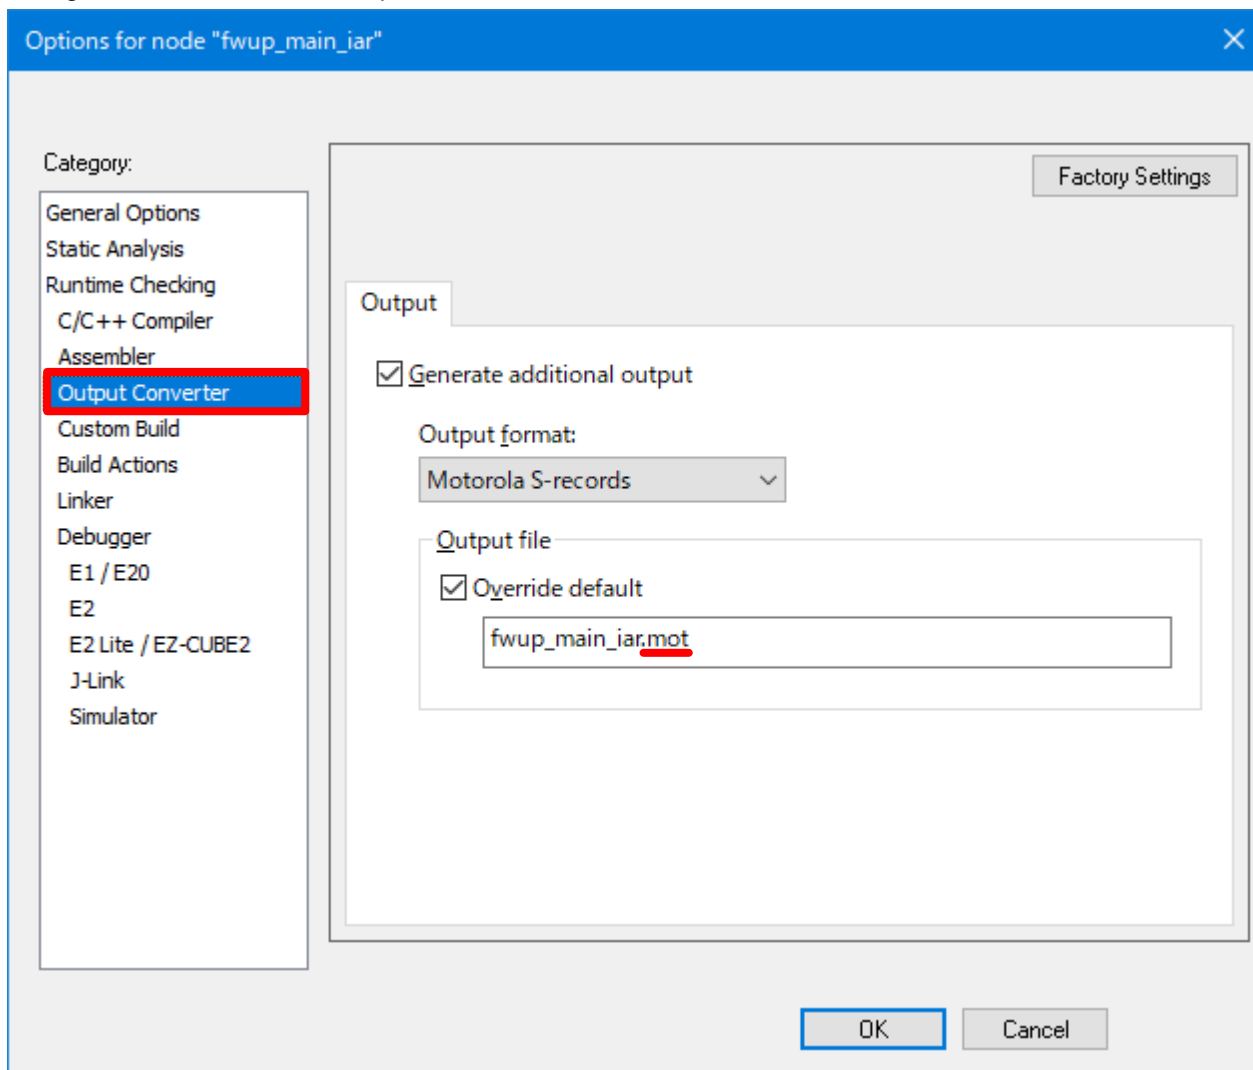 Options for node "fwup_main_iar"
Category:
Factory Settings
General Options
Static Analysis
Runtime Checking
C/C++ Compiler
Assembler
Output Converter
Custom Build
Build Actions
Linker
Debugger
E1 / E20
E2
E2 Lite / EZ-CUBE2
J-Link
Simulator
Output
Generate additional output
Output format:
Motorola S-records
Output file
Override default
fwup_main_iar.mot
OK
Cancel